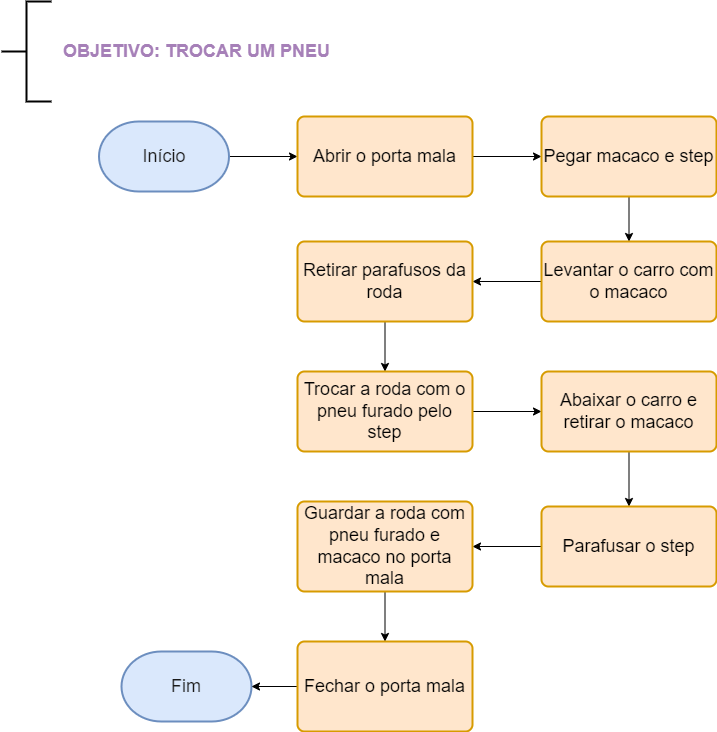 OBJETIVO: TROCAR UM PNEU
Início
Abrir o porta mala
Pegar macaco e step
Levantar o carro com
o macaco
Retirar parafusos da
roda
Trocar a roda com o
pneu furado pelo
step
Abaixar o carro e
retirar o macaco
Parafusar o step
Guardar a roda com
pneu furado e
macaco no porta
mala
Fechar o porta mala
Fim